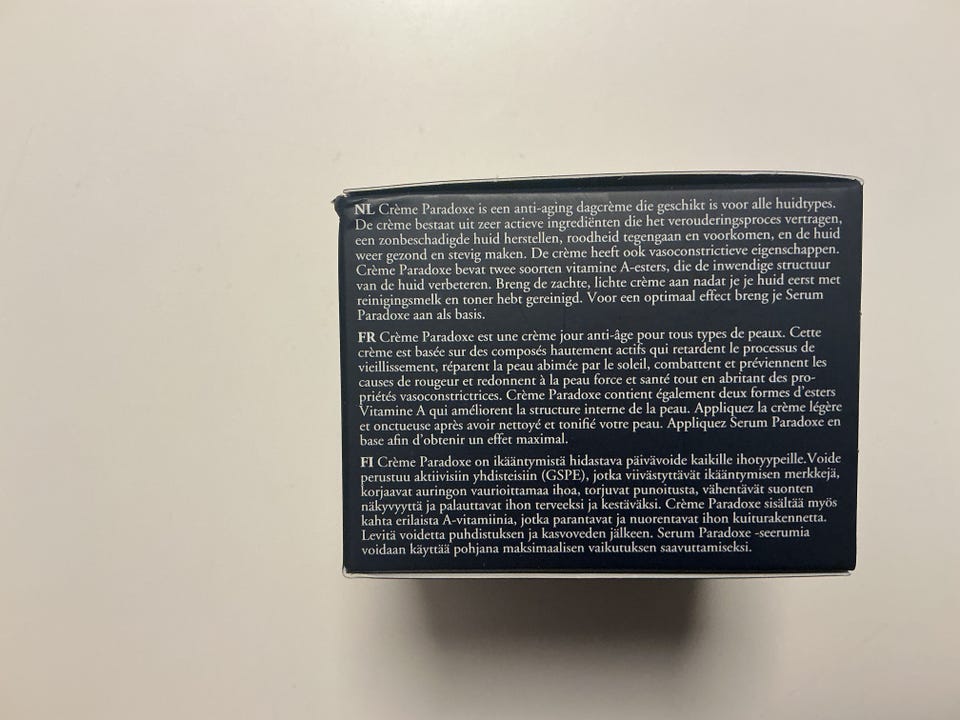 NL Crème Paradoxe is een anti-aging dagcrème die geschikt is voor alle huidtypes.
De crème bestaat uit zeer actieve ingrediënten die het verouderingsproces vertragen,
een zonbeschadigde huid herstellen, roodheid tegengaan en voorkomen, en de huid
weer gezond en stevig maken. De crème heeft ook vasoconstrictieve eigenschappen.
Crème Paradoxe bevat twee soorten vitamine A-esters, die de inwendige structuur
van de huid verbeteren. Breng de zachte, lichte crème aan nadat je je huid eerst met
reinigingsmelk en toner hebt gereinigd. Voor een optimaal effect breng je Serum
Paradoxe aan als basis.
FR Crème Paradoxe est une crème jour anti-âge pour tous types de peaux. Cette
crème est basée sur des composés hautement actifs qui retardent le processus de
vieillissement, réparent la peau abimée par le soleil, combattent et préviennent les
causes de rougeur et redonnent à la peau force et santé tout en abritant des pro-
priétés vasoconstrictrices. Crème Paradoxe contient également deux formes d'esters
Vitamine A qui améliorent la structure interne de la peau. Appliquez la crème légère
et onctueuse après avoir nettoyé et tonifié votre peau. Appliquez Serum Paradoxe en
base afin d'obtenir un effet maximal.
FI Crème Paradoxe on ikääntymistä hidastava päivävoide kaikille ihotyypeille.Voide
perustuu aktiivisiin yhdisteisiin (GSPE), jotka viivästyttävät ikääntymisen merkkejä,
korjaavat auringon vaurioittamaa ihoa, torjuvat punoitusta, vähentävät suonten
näkyvyyttä ja palauttavat ihon terveeksi ja kestäväksi. Crème Paradoxe sisältää myös
kahta erilaista A-vitamiinia, jotka parantavat ja nuorentavat ihon kuiturakennetta.
Levitä voidetta puhdistuksen ja kasvoveden jälkeen. Serum Paradoxe -seerumia
voidaan käyttää pohjana maksimaalisen vaikutuksen saavuttamiseksi.